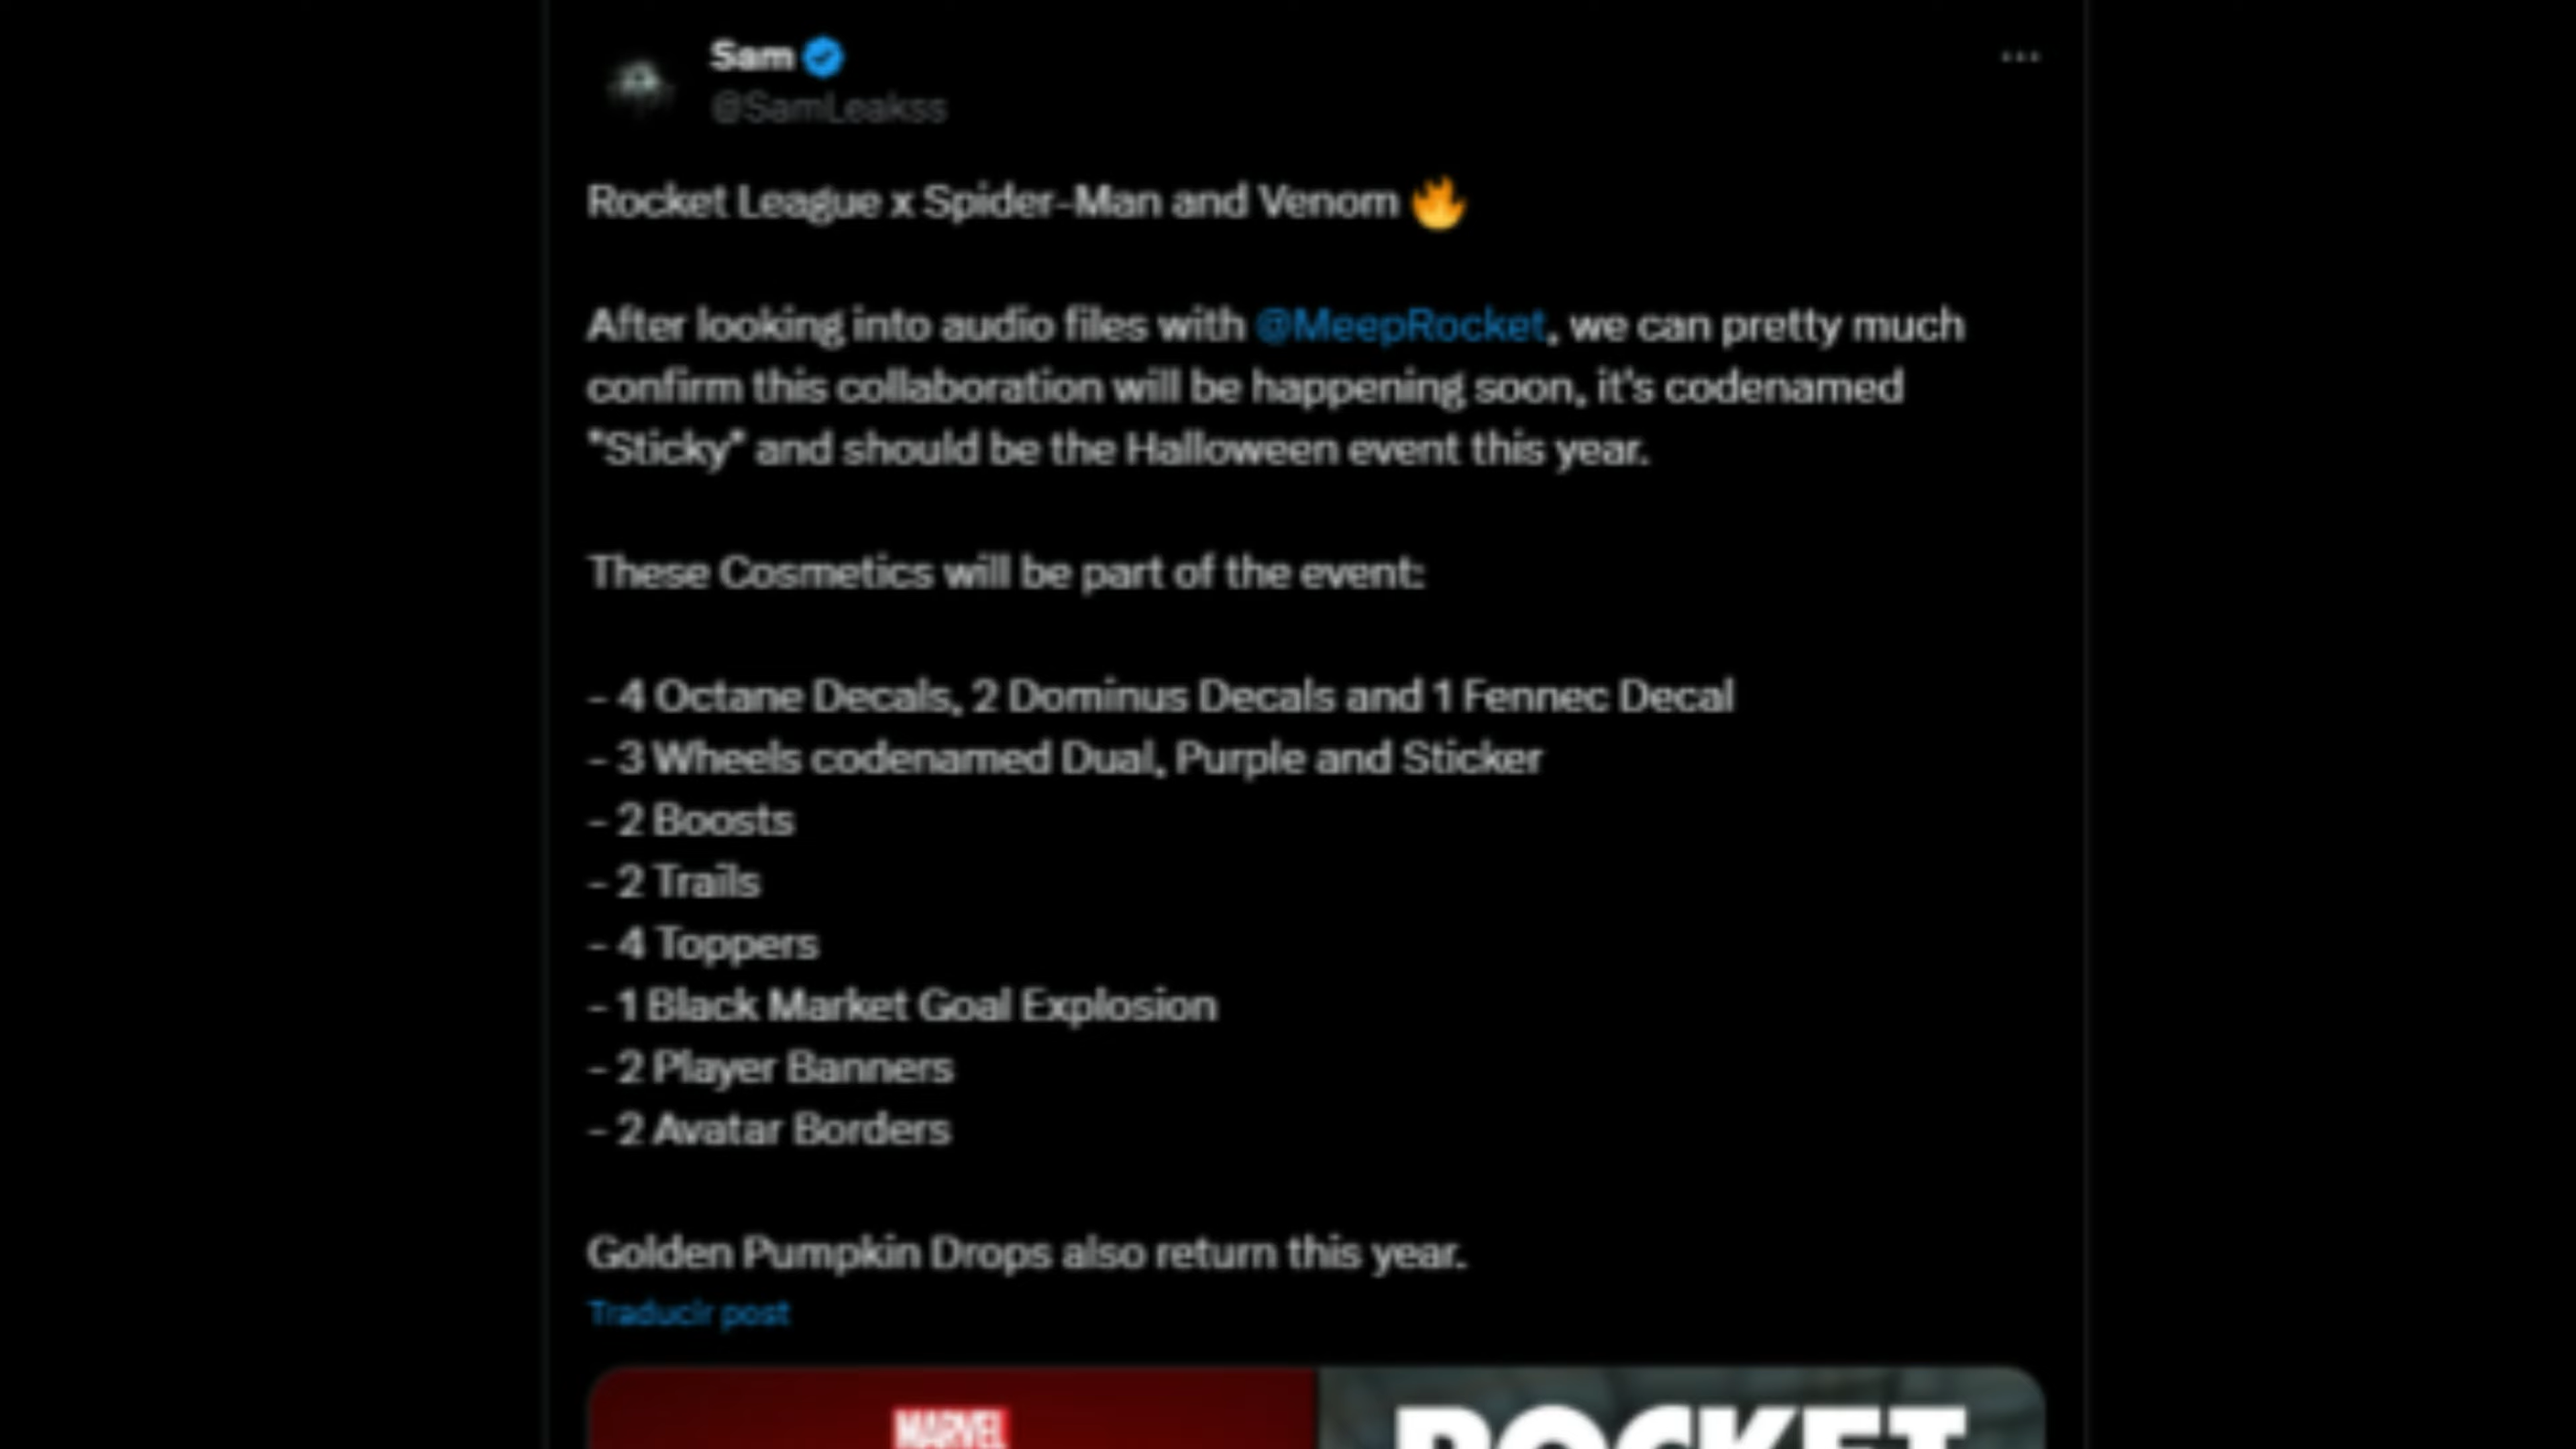 Sam
@SamLeakss
Rocket League x Spider-Man and Venom 🔥
After looking into audio files with @MeepRocket, we can pretty much
confirm this collaboration will be happening soon, it's codenamed
"Sticky" and should be the Halloween event this year.
These Cosmetics will be part of the event:
- 4 Octane Decals, 2 Dominus Decals and 1 Fennec Decal
- 3 Wheels codenamed Dual, Purple and Sticker
- 2 Boosts
- 2 Trails
- 4 Toppers
- 1 Black Market Goal Explosion
- 2 Player Banners
- 2 Avatar Borders
Golden Pumpkin Drops also return this year.
Traducir post
MARVEL
ROCKET